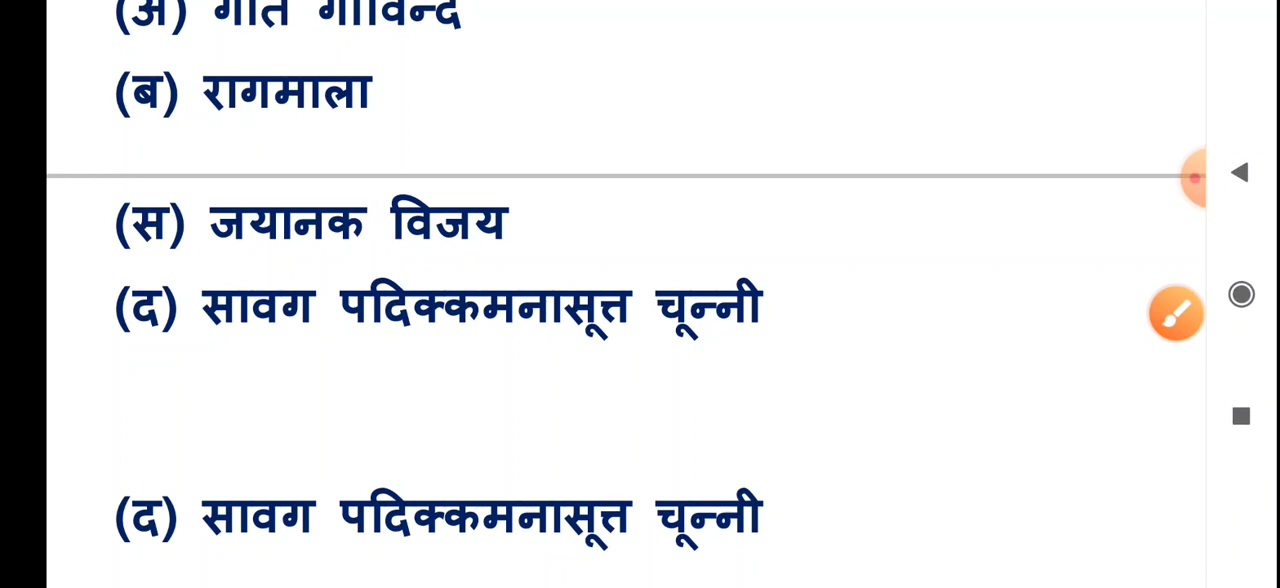 (अ) गीत गोविन्द
(ब) रागमाला
(स) जयानक विजय
(द) सावग पदिक्कमनासूत्त चून्नी
(द) सावग पदिक्कमनासूत्त चून्नी